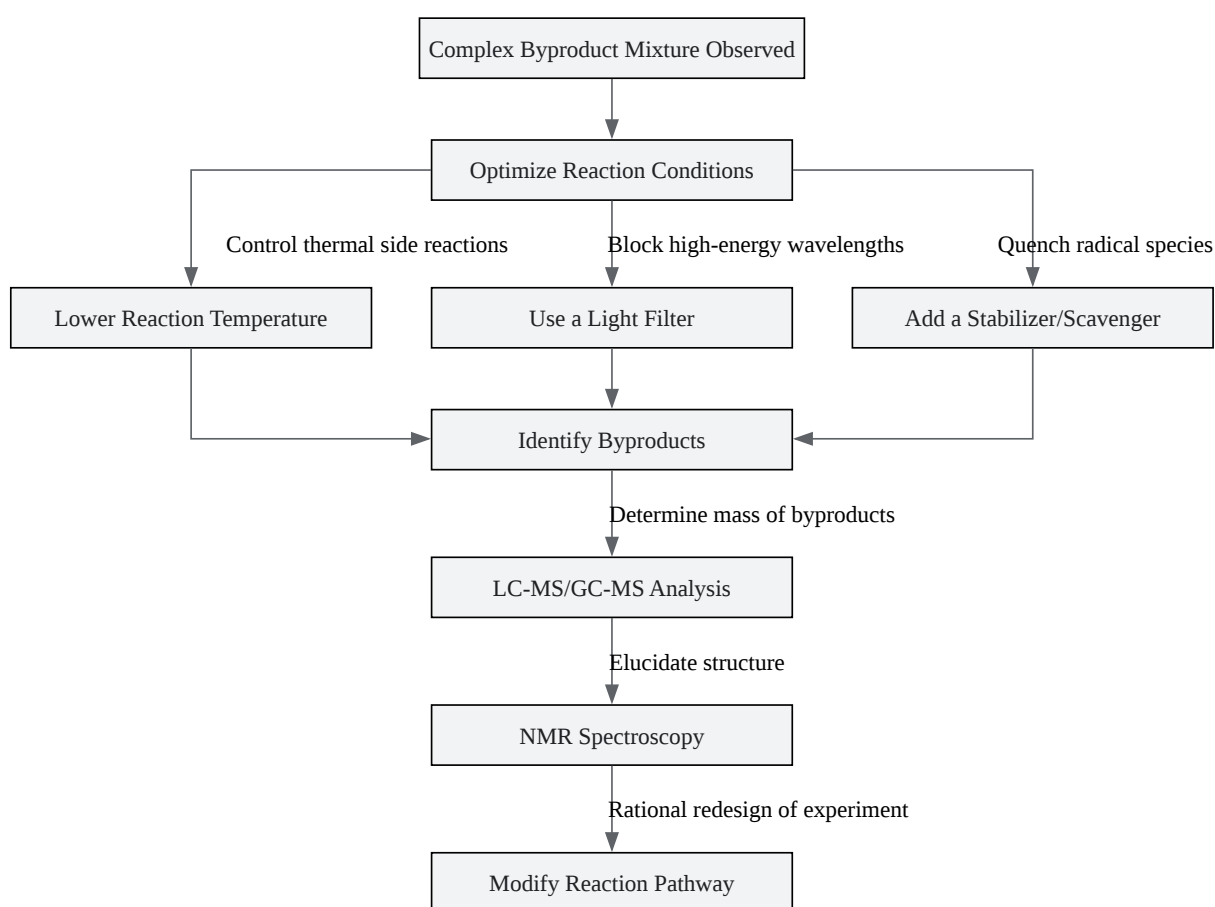 Complex Byproduct Mixture Observed
Optimize Reaction Conditions
Control thermal side reactions
Block high-energy wavelengths
Quench radical species
Lower Reaction Temperature
Use a Light Filter
Add a Stabilizer/Scavenger
Identify Byproducts
Determine mass of byproducts
LC-MS/GC-MS Analysis
Elucidate structure
NMR Spectroscopy
Rational redesign of experiment
Modify Reaction Pathway